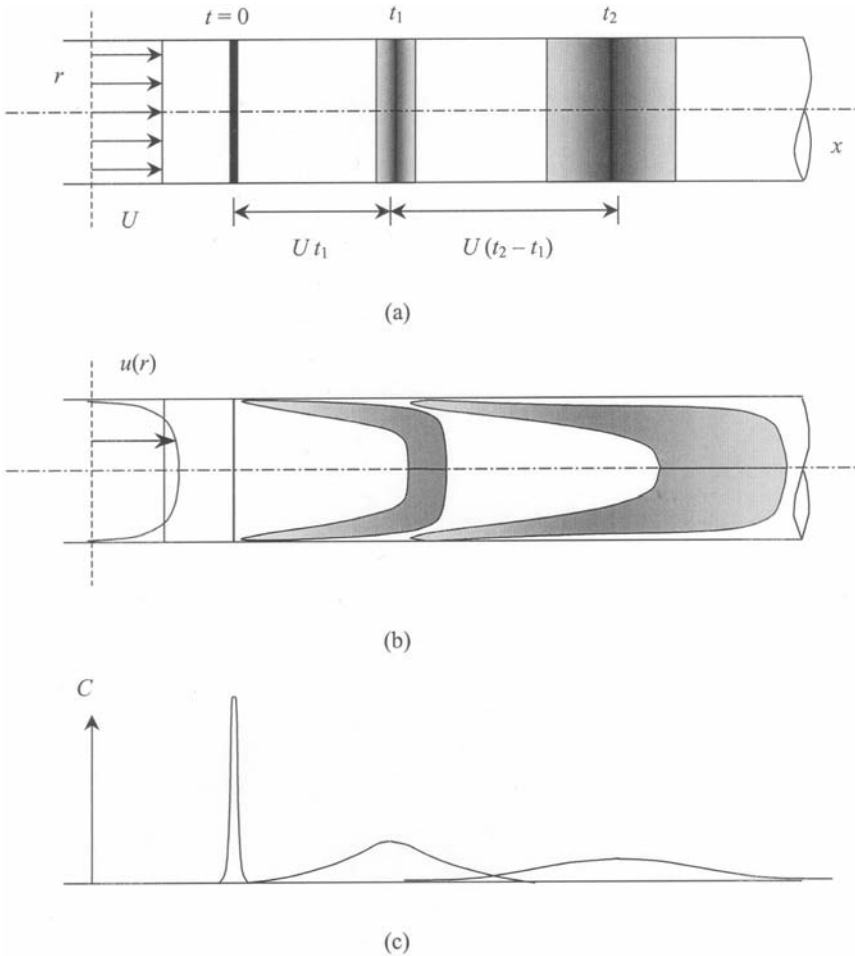 t = 0 t₁ t₂
r
x
U
U t₁ U (t₂ – t₁)
(a)
u(r)
(b)
C
(c)